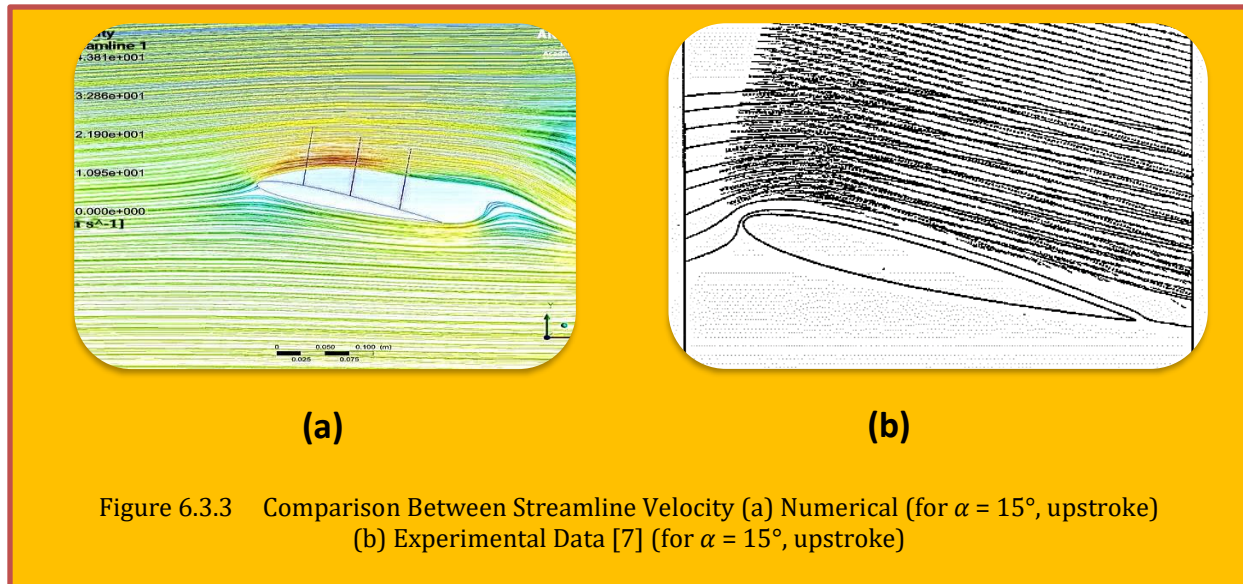 amline 1
3.286e+001
2.190e+001
1.095e+001
0.000e+000
s^-1]
Y
0 0.050 0.100 (m)
0.025 0.075
(a) (b)
Figure 6.3.3 Comparison Between Streamline Velocity (a) Numerical (for α = 15°, upstroke)
(b) Experimental Data [7] (for α = 15°, upstroke)